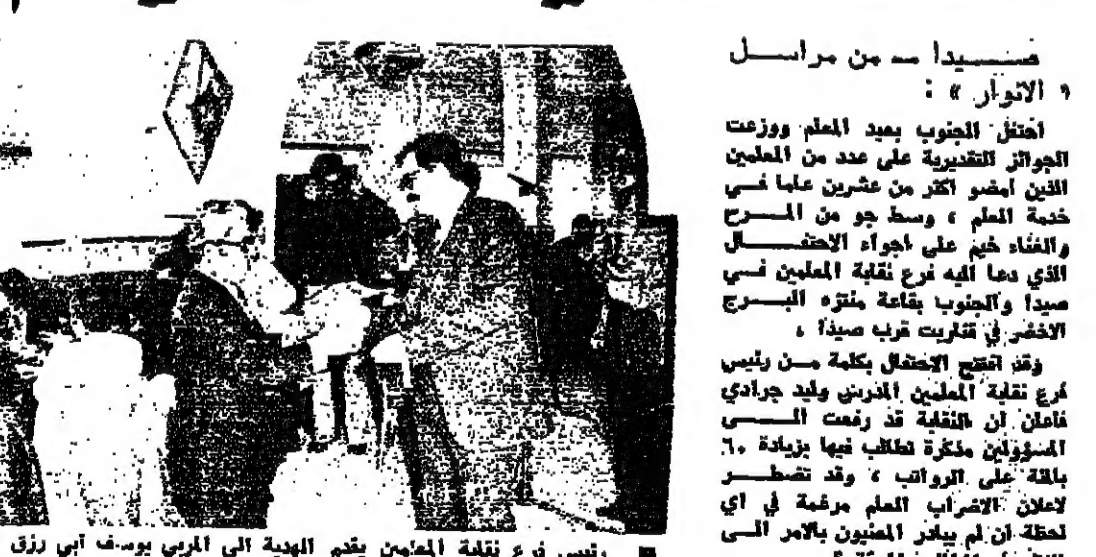 صيدا ــ من مراسل
« الانوار » :
احتفل الجنوب بعيد المعلم ووزعت
الجوائز التقديرية على عدد من المعلمين
الذين امضو اكثر من عشرين عاما في
خدمة العلم ، وسط جو من المرح
والغناء خيم على اجواء الاحتفال
الذي دعا اليه فرع نقابة المعلمين في
صيدا والجنوب بقاعة منتزه البرج
الاخضر في عقاريت قرب صيدا ،
وقد افتتح الاحتفال بكلمة من رئيس
فرع نقابة المعلمين وليد جرادي
فاعلن ان النقابة قد رفعت الى
المسؤولين مذكرة تطالب فيها بزيادة ٦٠
بالمئة على الرواتب ، وقد تضطر
لاعلان الاضراب العام مرغمة في اي
لحظة ان لم يبادر المعنيون بالامر الى
رئيس فرع نقابة المعلمين يقدم الهدية الى المربي يوسف ابي رزق